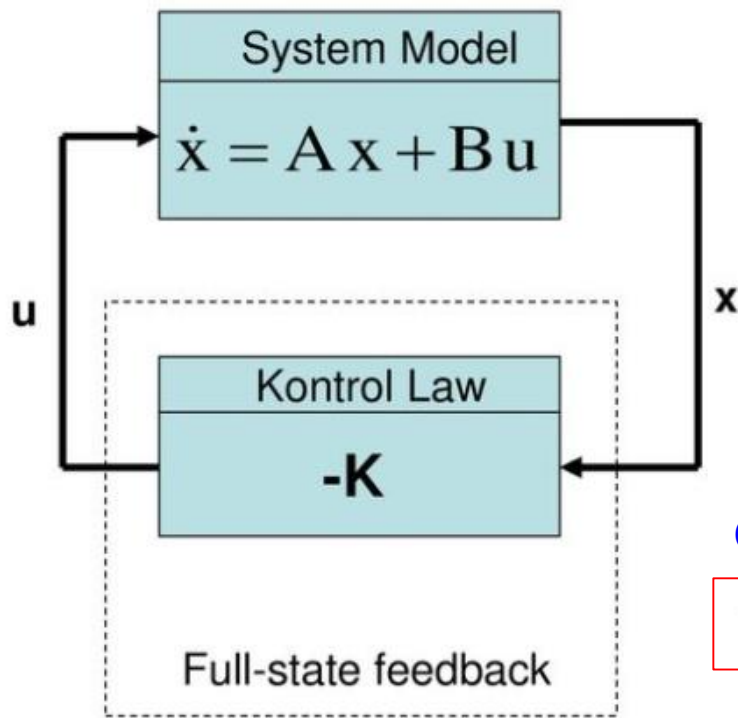 System Model
ẋ = A x + B u
u
x
Kontrol Law
-K
Full-state feedback